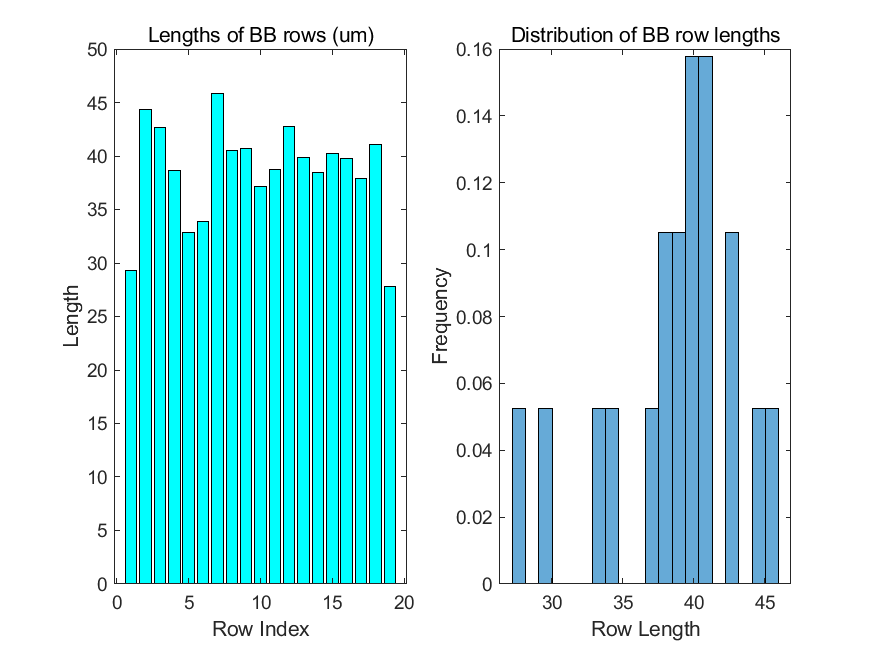 Lengths of BB rows (um)
50
45
40
35
30
25
20
15
10
5
0
Length
0 5 10 15 20
Row Index
Distribution of BB row lengths
0.16
0.14
0.12
0.1
0.08
0.06
0.04
0.02
0
Frequency
30 35 40 45
Row Length